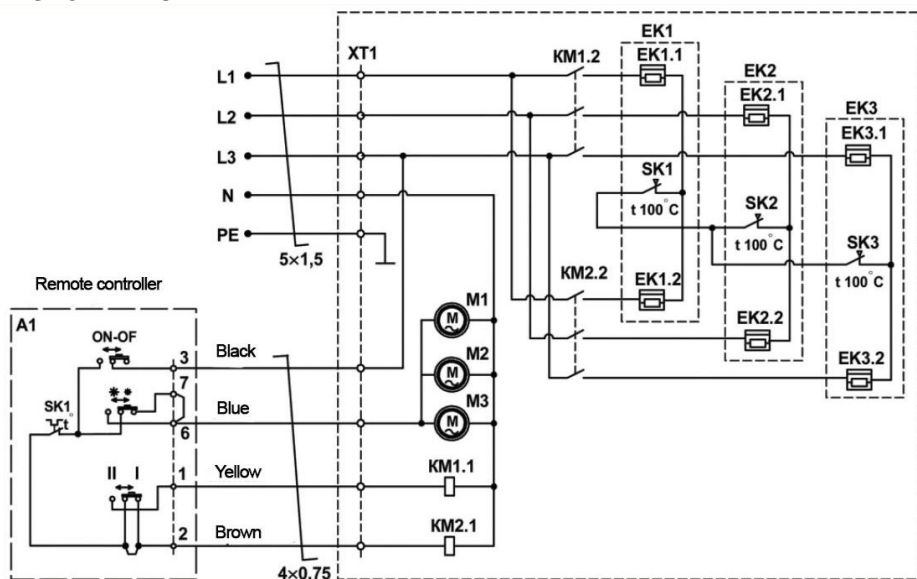 L1
L2
L3
N
PE
5×1,5
XT1
KM1.2
EK1
EK1.1
EK2
EK2.1
EK3
EK3.1
SK1
t 100°C
SK2
t 100°C
SK3
t 100°C
KM2.2
EK1.2
EK2.2
EK3.2
Remote controller
A1
ON-OF
3
Black
7
SK1
t°
6
Blue
II I
1
Yellow
2
Brown
4×0.75
M1
M
M2
M
M3
M
KM1.1
KM2.1